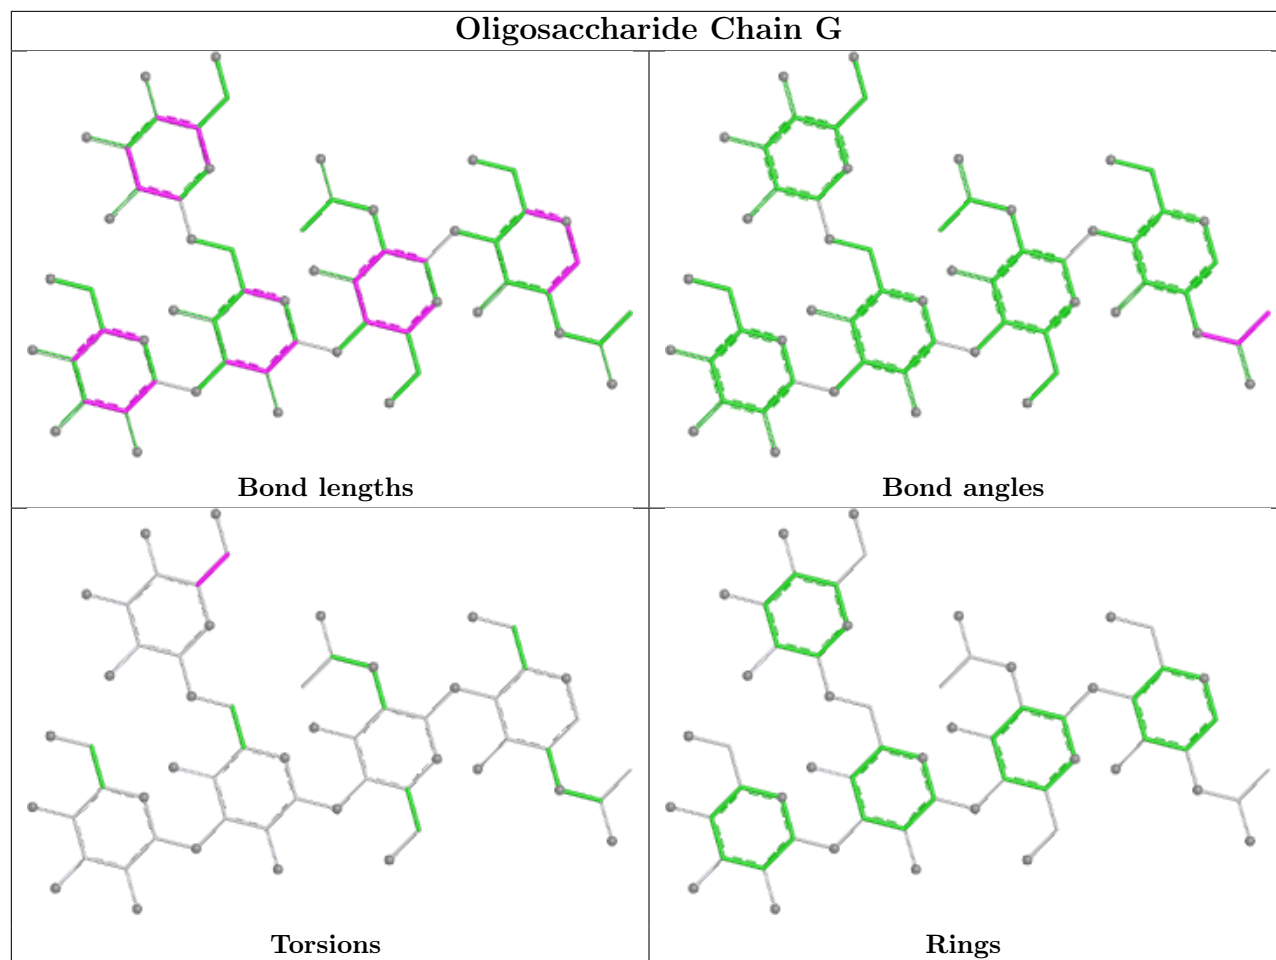 Oligosaccharide Chain G
Bond lengths
Bond angles
Torsions
Rings